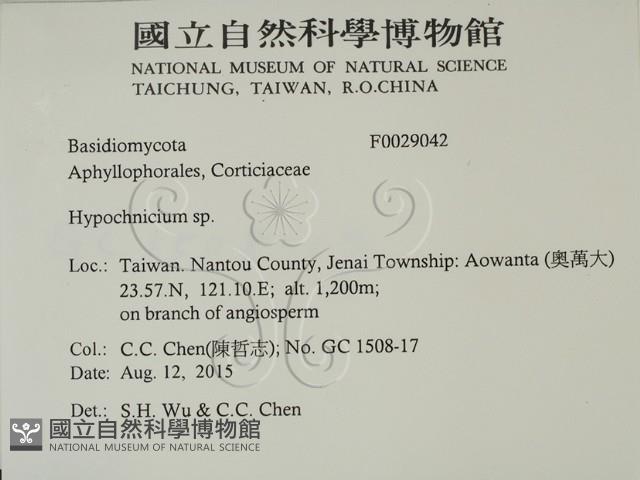 國立自然科學博物館
NATIONAL MUSEUM OF NATURAL SCIENCE
TAICHUNG, TAIWAN, R.O.CHINA
Basidiomycota F0029042
Aphyllophorales, Corticiaceae
Hypochnicium sp.
Loc.: Taiwan. Nantou County, Jenai Township: Aowanta (奧萬大)
23.57.N, 121.10.E; alt. 1,200m;
on branch of angiosperm
Col.: C.C. Chen(陳哲志); No. GC 1508-17
Date: Aug. 12, 2015
Det.: S.H. Wu & C.C. Chen
國立自然科學博物館
NATIONAL MUSEUM OF NATURAL SCIENCE